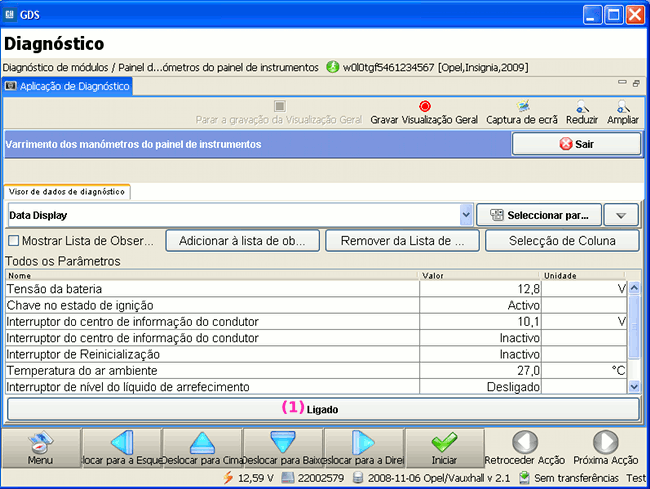 GDS
Diagnóstico
Diagnóstico de módulos / Painel d...ómetros do painel de instrumentos w0l0tgf5461234567 [Opel,Insignia,2009]
Aplicação de Diagnóstico
Parar a gravação da Visualização Geral Gravar Visualização Geral Captura de ecrã Reduzir Ampliar
Varrimento dos manómetros do painel de instrumentos Sair
Visor de dados de diagnóstico
Data Display Seleccionar par...
Mostrar Lista de Obser... Adicionar à lista de ob... Remover da Lista de ... Selecção de Coluna
Todos os Parâmetros
Nome Valor Unidade
Tensão da bateria 12,8 V
Chave no estado de ignição Activo
Interruptor do centro de informação do condutor 10,1 V
Interruptor do centro de informação do condutor Inactivo
Interruptor de Reinicialização Inactivo
Temperatura do ar ambiente 27,0 °C
Interruptor de nível do líquido de arrefecimento Desligado
(1) Ligado
Menu slocar para a Esque Deslocar para Cima Deslocar para Baixo slocar para a Direi Iniciar Retroceder Acção Próxima Acção
12,59 V 22002579 2008-11-06 Opel/Vauxhall v 2.1 Sem transferências Test